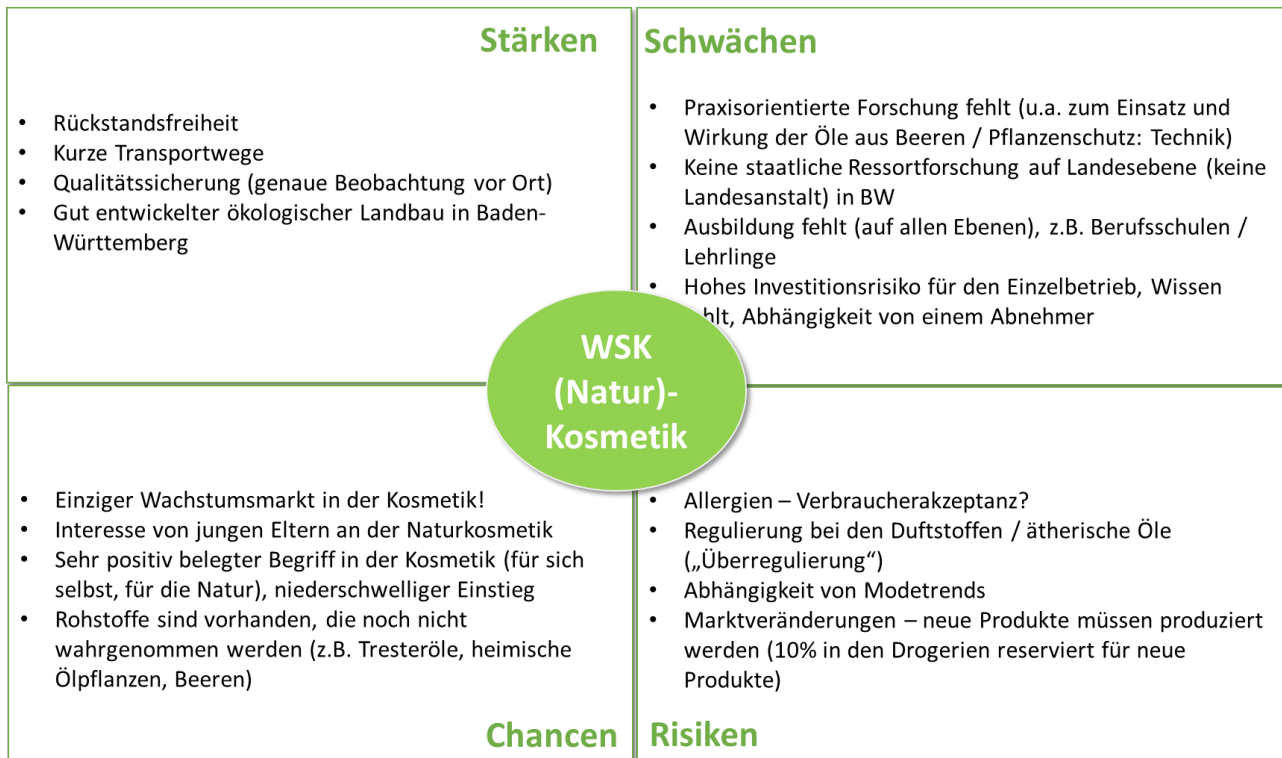 Stärken
• Rückstandsfreiheit
• Kurze Transportwege
• Qualitätssicherung (genaue Beobachtung vor Ort)
• Gut entwickelter ökologischer Landbau in Baden-
Württemberg
Schwächen
• Praxisorientierte Forschung fehlt (u.a. zum Einsatz und
Wirkung der Öle aus Beeren / Pflanzenschutz: Technik)
• Keine staatliche Ressortforschung auf Landesebene (keine
Landesanstalt) in BW
• Ausbildung fehlt (auf allen Ebenen), z.B. Berufsschulen /
Lehrlinge
• Hohes Investitionsrisiko für den Einzelbetrieb, Wissen
hlt, Abhängigkeit von einem Abnehmer
WSK
(Natur)-
Kosmetik
• Einziger Wachstumsmarkt in der Kosmetik!
• Interesse von jungen Eltern an der Naturkosmetik
• Sehr positiv belegter Begriff in der Kosmetik (für sich
selbst, für die Natur), niederschwelliger Einstieg
• Rohstoffe sind vorhanden, die noch nicht
wahrgenommen werden (z.B. Tresteröle, heimische
Ölpflanzen, Beeren)
Chancen
• Allergien – Verbraucherakzeptanz?
• Regulierung bei den Duftstoffen / ätherische Öle
(„Überregulierung“)
• Abhängigkeit von Modetrends
• Marktveränderungen – neue Produkte müssen produziert
werden (10% in den Drogerien reserviert für neue
Produkte)
Risiken